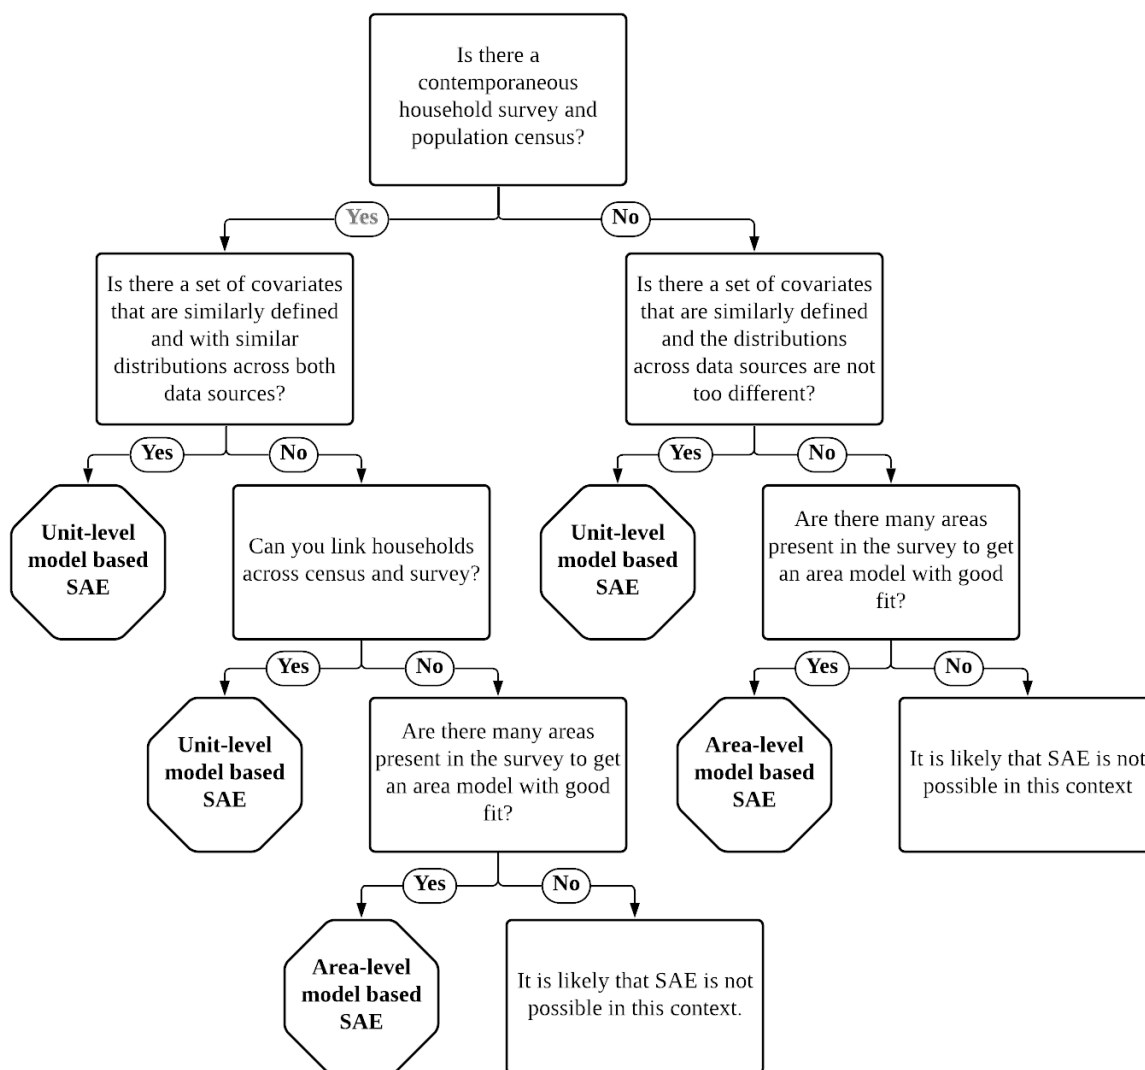 Is there a
contemporaneous
household survey and
population census?
Yes
No
Is there a set of covariates
that are similarly defined
and with similar
distributions across both
data sources?
Is there a set of covariates
that are similarly defined
and the distributions
across data sources are not
too different?
Yes
No
Yes
No
Unit-level
model based
SAE
Can you link households
across census and survey?
Unit-level
model based
SAE
Are there many areas
present in the survey to get
an area model with good
fit?
Yes
No
Yes
No
Unit-level
model based
SAE
Are there many areas
present in the survey to get
an area model with good
fit?
Area-level
model based
SAE
It is likely that SAE is not
possible in this context
Yes
No
Area-level
model based
SAE
It is likely that SAE is not
possible in this context.